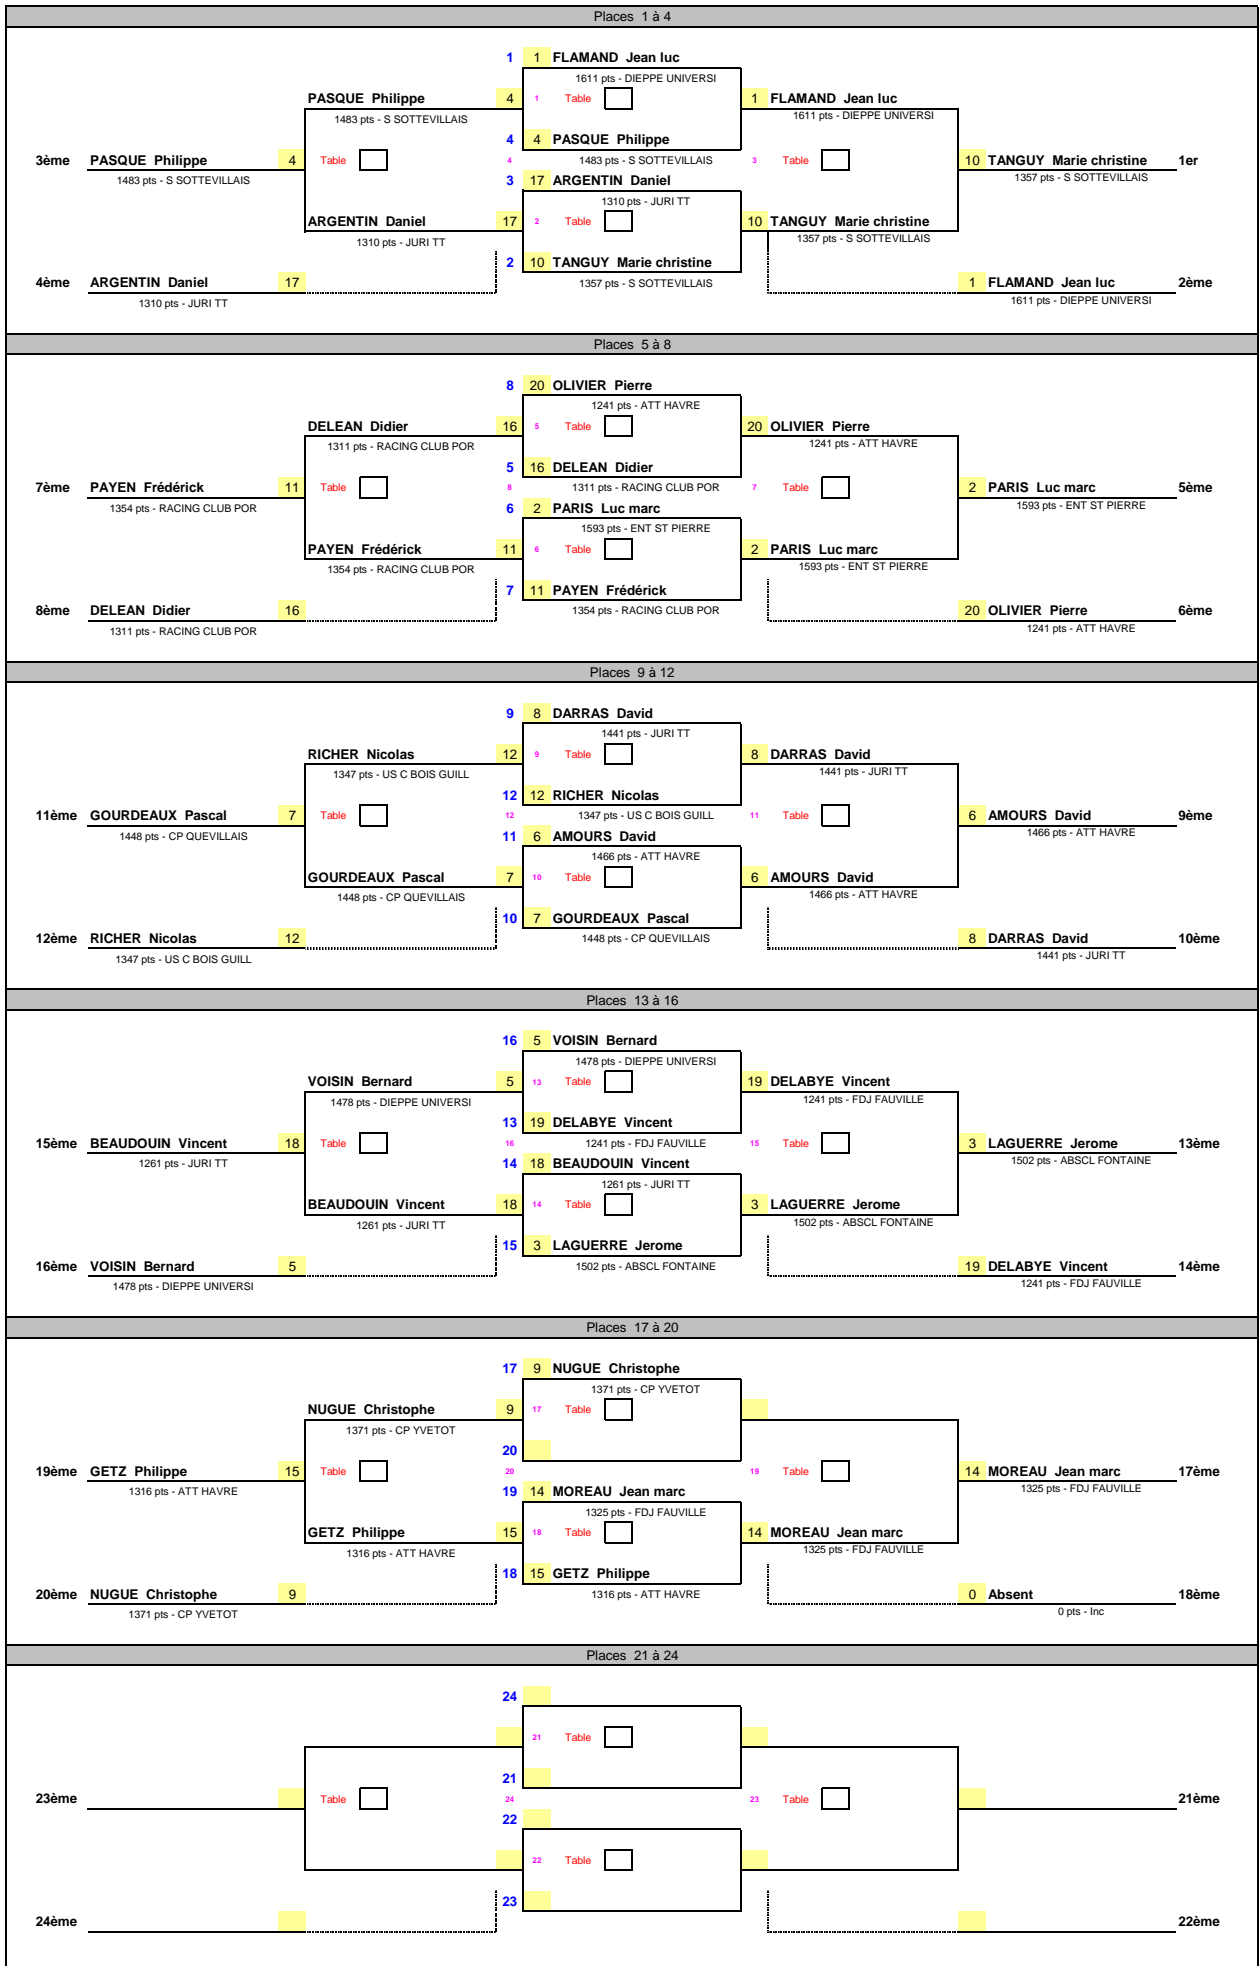 Places 1 à 4
1 1 FLAMAND Jean luc
1611 pts - DIEPPE UNIVERSI
PASQUE Philippe 4 1 Table 1 FLAMAND Jean luc
1483 pts - S SOTTEVILLAIS 1611 pts - DIEPPE UNIVERSI
4 4 PASQUE Philippe
3ème PASQUE Philippe 4 Table 4 1483 pts - S SOTTEVILLAIS 3 Table 10 TANGUY Marie christine 1er
1483 pts - S SOTTEVILLAIS 3 17 ARGENTIN Daniel 1357 pts - S SOTTEVILLAIS
1310 pts - JURI TT
ARGENTIN Daniel 17 2 Table 10 TANGUY Marie christine
1310 pts - JURI TT 1357 pts - S SOTTEVILLAIS
2 10 TANGUY Marie christine
4ème ARGENTIN Daniel 17 1357 pts - S SOTTEVILLAIS 1 FLAMAND Jean luc 2ème
1310 pts - JURI TT 1611 pts - DIEPPE UNIVERSI
Places 5 à 8
8 20 OLIVIER Pierre
1241 pts - ATT HAVRE
DELEAN Didier 16 5 Table 20 OLIVIER Pierre
1311 pts - RACING CLUB POR 1241 pts - ATT HAVRE
5 16 DELEAN Didier
7ème PAYEN Frédérick 11 Table 8 1311 pts - RACING CLUB POR 7 Table 2 PARIS Luc marc 5ème
1354 pts - RACING CLUB POR 6 2 PARIS Luc marc 1593 pts - ENT ST PIERRE
1593 pts - ENT ST PIERRE
PAYEN Frédérick 11 6 Table 2 PARIS Luc marc
1354 pts - RACING CLUB POR 1593 pts - ENT ST PIERRE
7 11 PAYEN Frédérick
8ème DELEAN Didier 16 1354 pts - RACING CLUB POR 20 OLIVIER Pierre 6ème
1311 pts - RACING CLUB POR 1241 pts - ATT HAVRE
Places 9 à 12
9 8 DARRAS David
1441 pts - JURI TT
RICHER Nicolas 12 9 Table 8 DARRAS David
1347 pts - US C BOIS GUILL 1441 pts - JURI TT
12 12 RICHER Nicolas
11ème GOURDEAUX Pascal 7 Table 12 1347 pts - US C BOIS GUILL 11 Table 6 AMOURS David 9ème
1448 pts - CP QUEVILLAIS 11 6 AMOURS David 1466 pts - ATT HAVRE
1466 pts - ATT HAVRE
GOURDEAUX Pascal 7 10 Table 6 AMOURS David
1448 pts - CP QUEVILLAIS 1466 pts - ATT HAVRE
10 7 GOURDEAUX Pascal
12ème RICHER Nicolas 12 1448 pts - CP QUEVILLAIS 8 DARRAS David 10ème
1347 pts - US C BOIS GUILL 1441 pts - JURI TT
Places 13 à 16
16 5 VOISIN Bernard
1478 pts - DIEPPE UNIVERSI
VOISIN Bernard 5 13 Table 19 DELABYE Vincent
1478 pts - DIEPPE UNIVERSI 1241 pts - FDJ FAUVILLE
13 19 DELABYE Vincent
15ème BEAUDOUIN Vincent 18 Table 16 1241 pts - FDJ FAUVILLE 15 Table 3 LAGUERRE Jerome 13ème
1261 pts - JURI TT 14 18 BEAUDOUIN Vincent 1502 pts - ABSCL FONTAINE
1261 pts - JURI TT
BEAUDOUIN Vincent 18 14 Table 3 LAGUERRE Jerome
1261 pts - JURI TT 1502 pts - ABSCL FONTAINE
15 3 LAGUERRE Jerome
16ème VOISIN Bernard 5 1502 pts - ABSCL FONTAINE 19 DELABYE Vincent 14ème
1478 pts - DIEPPE UNIVERSI 1241 pts - FDJ FAUVILLE
Places 17 à 20
17 9 NUGUE Christophe
1371 pts - CP YVETOT
NUGUE Christophe 9 17 Table
1371 pts - CP YVETOT
20
19ème GETZ Philippe 15 Table 20 19 Table 14 MOREAU Jean marc 17ème
1316 pts - ATT HAVRE 19 14 MOREAU Jean marc 1325 pts - FDJ FAUVILLE
1325 pts - FDJ FAUVILLE
GETZ Philippe 15 18 Table 14 MOREAU Jean marc
1316 pts - ATT HAVRE 1325 pts - FDJ FAUVILLE
18 15 GETZ Philippe
20ème NUGUE Christophe 9 1316 pts - ATT HAVRE 0 Absent 18ème
1371 pts - CP YVETOT 0 pts - Inc
Places 21 à 24
24
21 Table
21
23ème Table 24 23 Table 21ème
22
22 Table
23
24ème 22ème